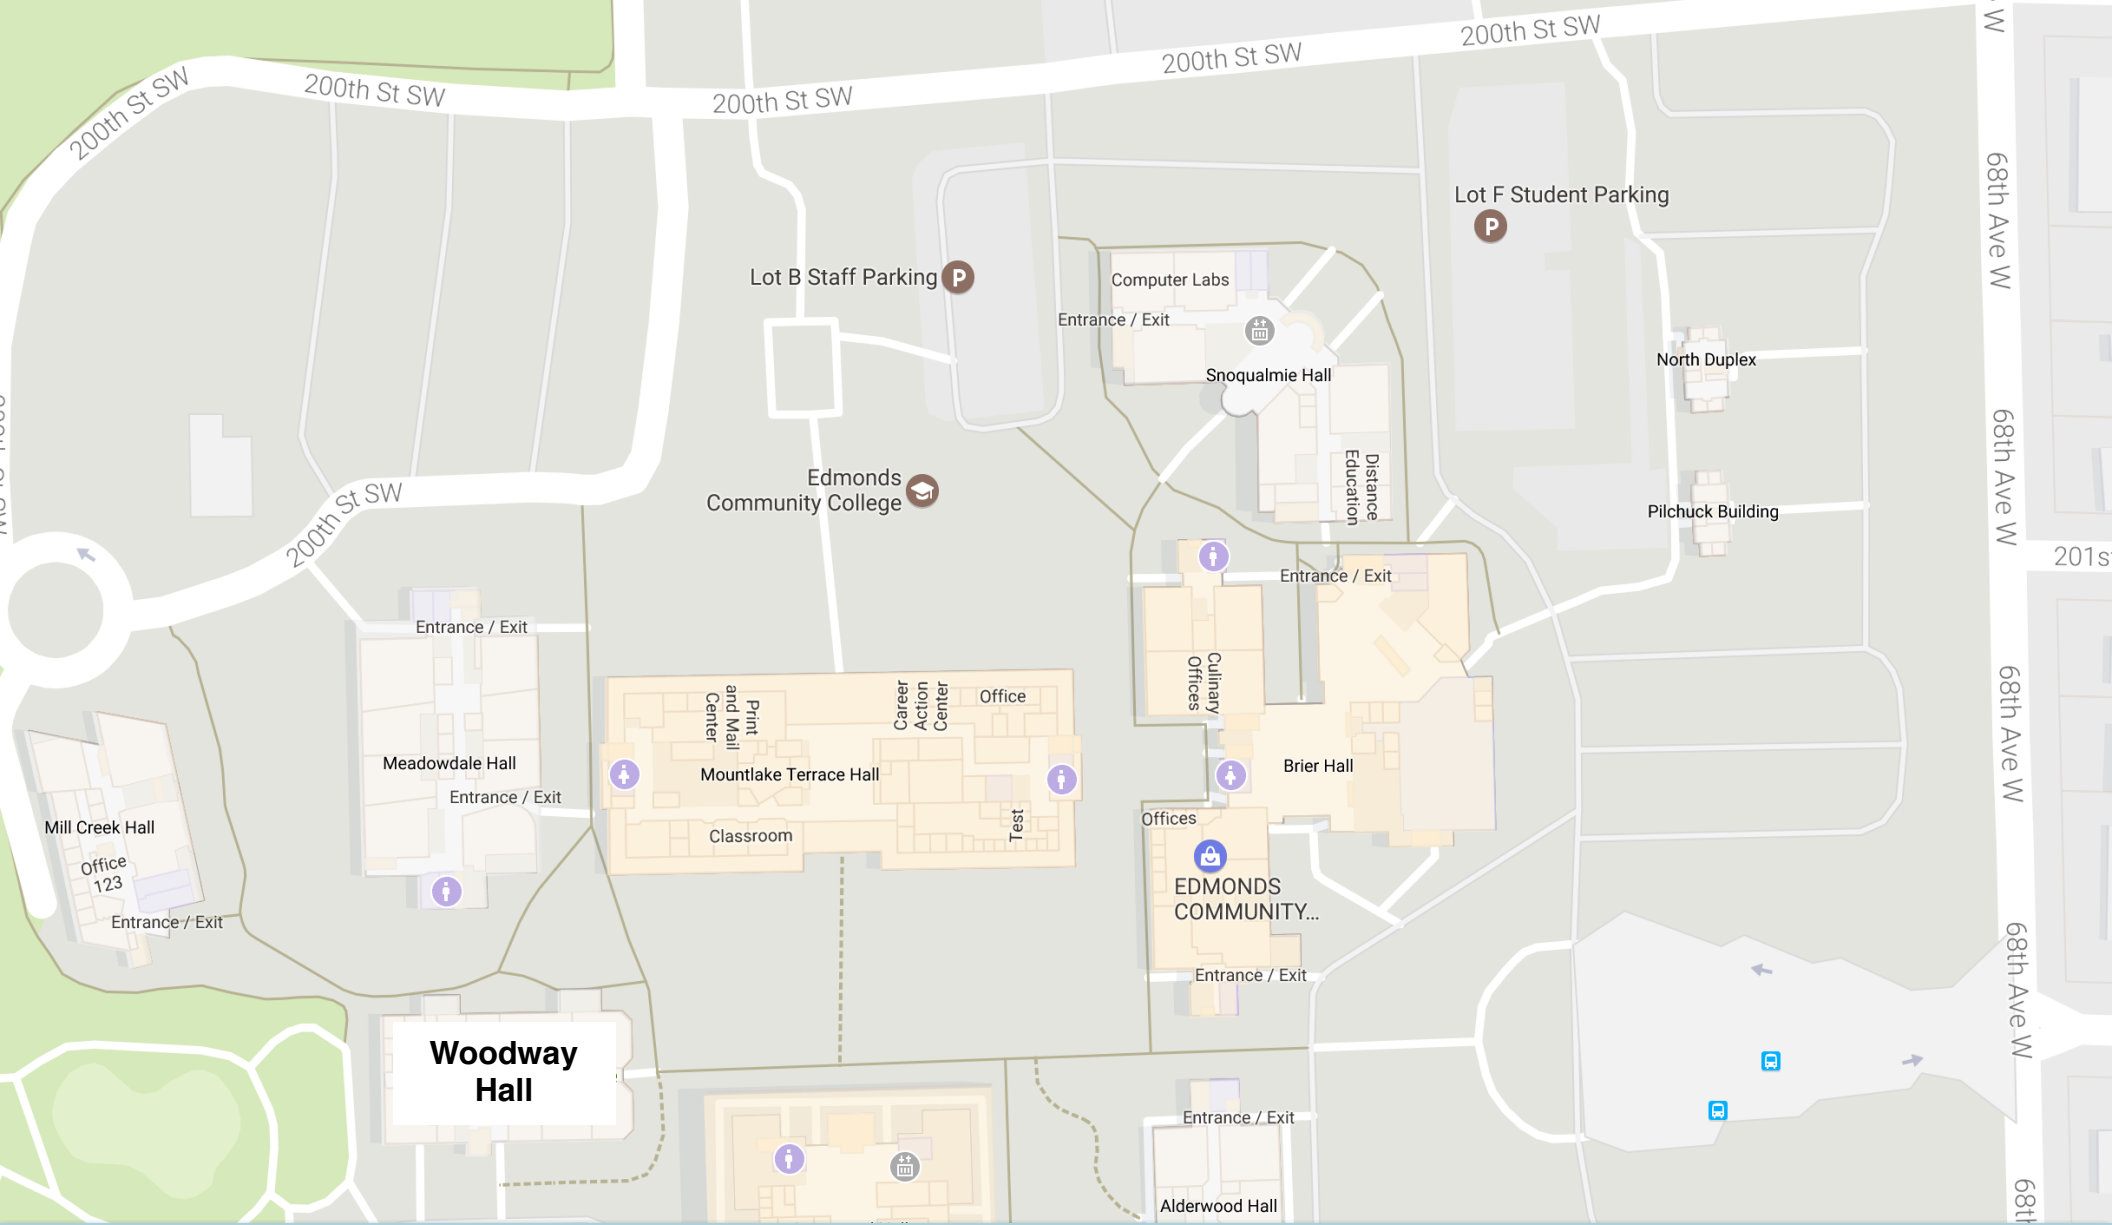 200th St SW
200th St SW
200th St SW
200th St SW
200th St SW
68th Ave W
Lot F Student Parking
P
Lot B Staff Parking
P
Computer Labs
Entrance / Exit
Snoqualmie Hall
North Duplex
Distance
Education
Edmonds
Community College
200th St SW
68th Ave W
Pilchuck Building
201st
Entrance / Exit
Entrance / Exit
Culinary
Offices
Print
and Mail
Center
Career
Action
Center
Office
Meadowdale Hall
Entrance / Exit
Mountlake Terrace Hall
Brier Hall
68th Ave W
Mill Creek Hall
Office
123
Entrance / Exit
Classroom
Test
Offices
EDMONDS
COMMUNITY...
Entrance / Exit
68th Ave W
Woodway
Hall
Entrance / Exit
Alderwood Hall